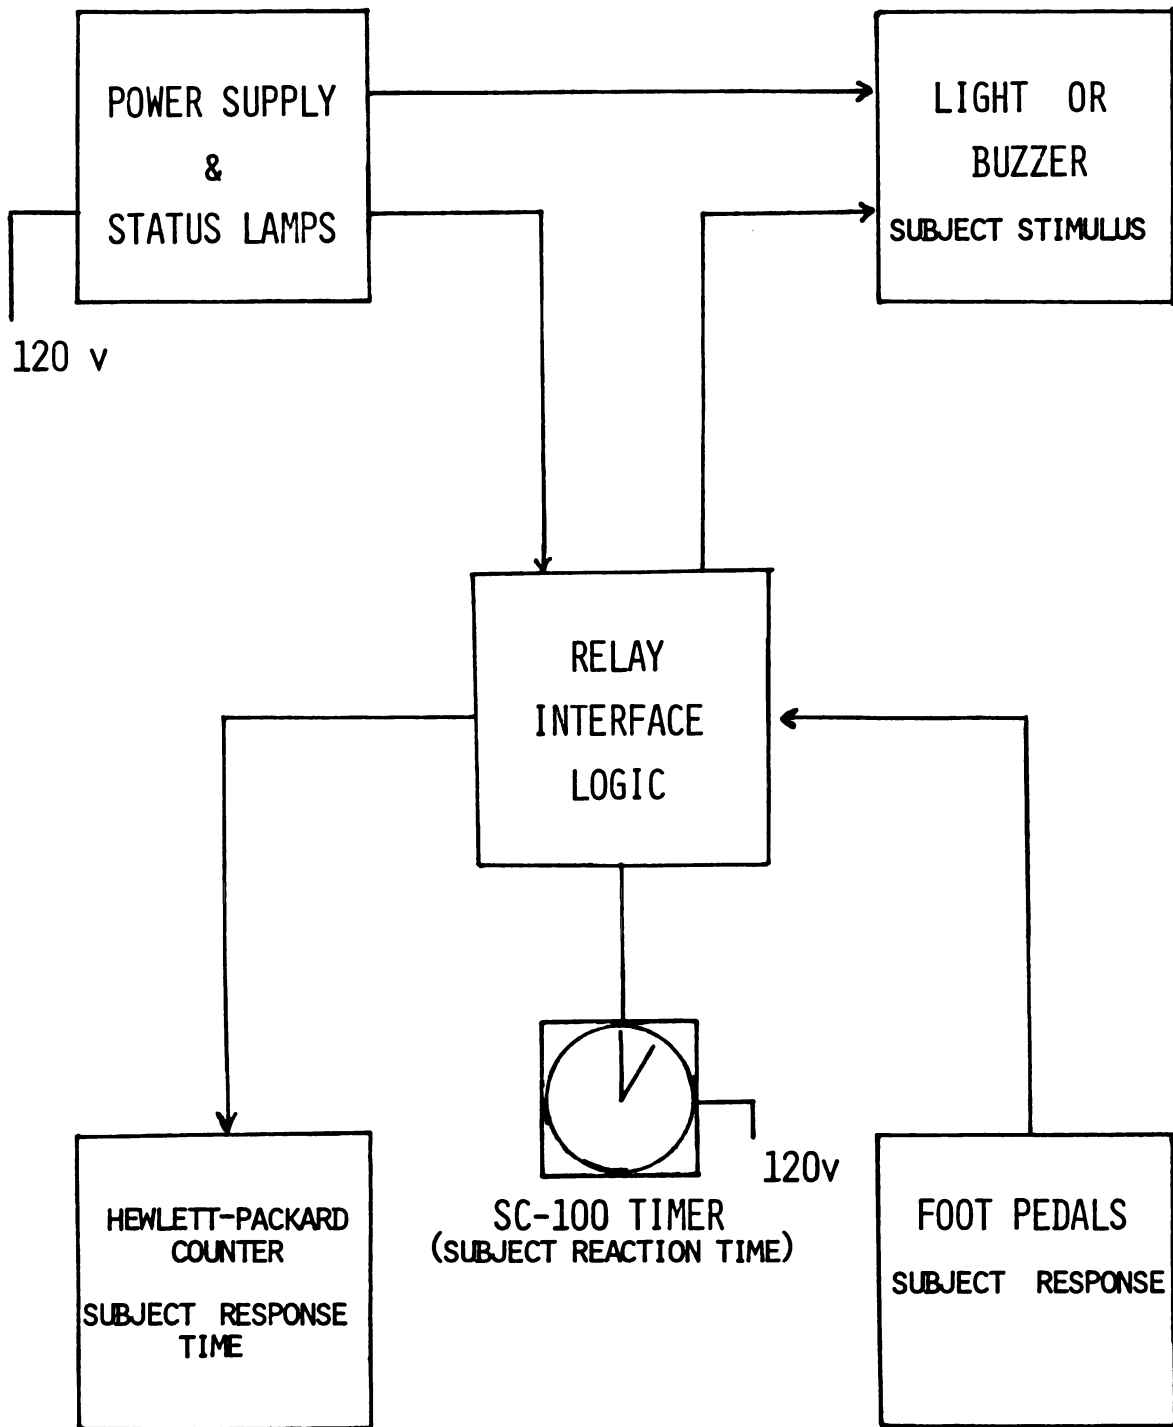 POWER SUPPLY
&
STATUS LAMPS
120 v
LIGHT OR
BUZZER
SUBJECT STIMULUS
RELAY
INTERFACE
LOGIC
HEWLETT-PACKARD
COUNTER
SUBJECT RESPONSE
TIME
120v
SC-100 TIMER
(SUBJECT REACTION TIME)
FOOT PEDALS
SUBJECT RESPONSE